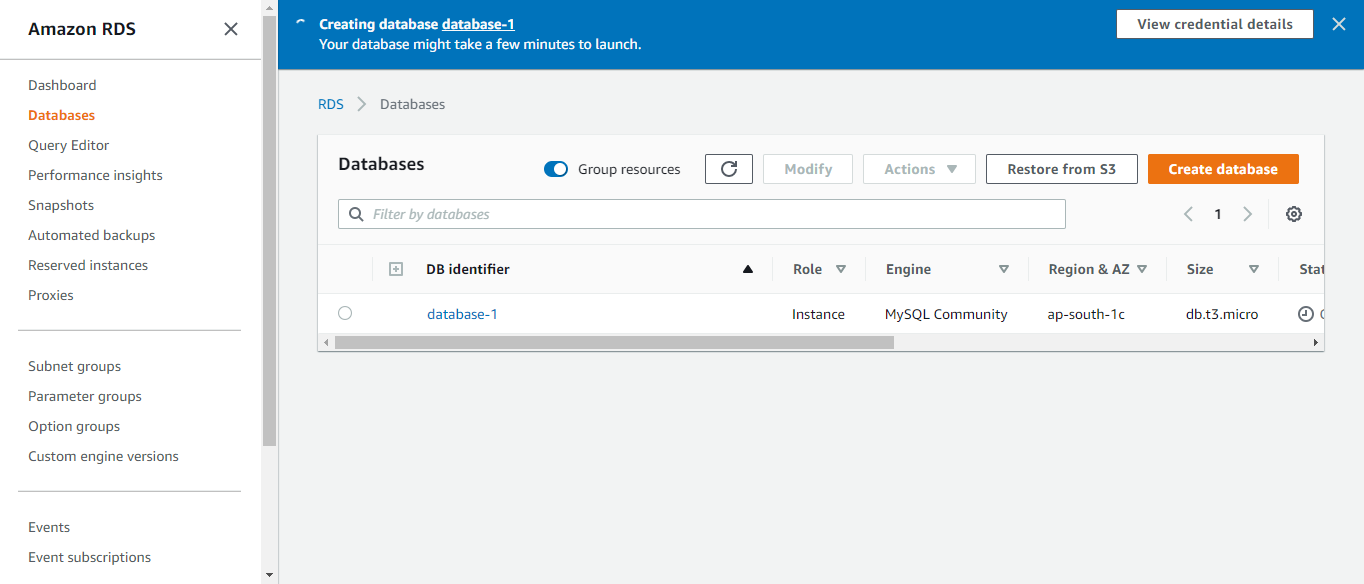 Amazon RDS
Dashboard
Databases
Query Editor
Performance insights
Snapshots
Automated backups
Reserved instances
Proxies
Subnet groups
Parameter groups
Option groups
Custom engine versions
Events
Event subscriptions
Creating database database-1
Your database might take a few minutes to launch.
View credential details
RDS > Databases
Databases
Group resources
Modify
Actions
Restore from S3
Create database
Filter by databases
1
DB identifier Role Engine Region & AZ Size
database-1 Instance MySQL Community ap-south-1c db.t3.micro